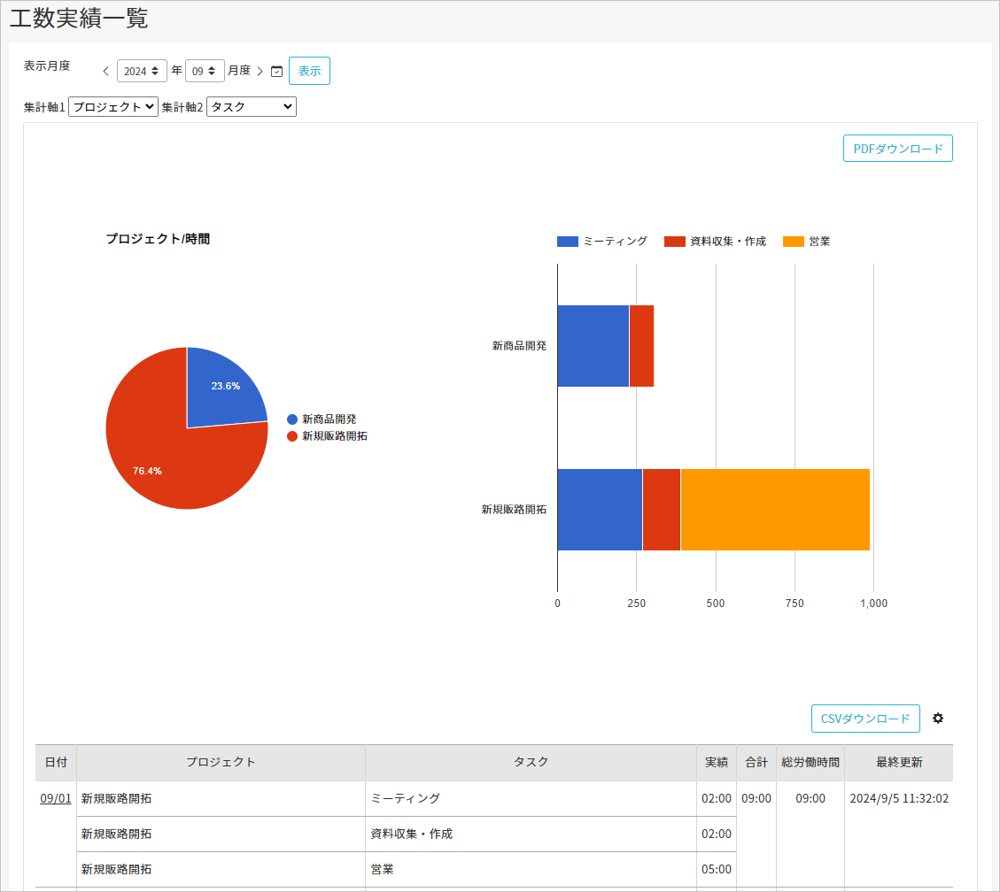 工数実績一覧
表示月度 2024 年 09 月度 表示
集計軸1 プロジェクト 集計軸2 タスク
PDFダウンロード
プロジェクト/時間
23.6%
76.4%
新商品開発
新規販路開拓
ミーティング 資料収集・作成 営業
新商品開発
新規販路開拓
0 250 500 750 1,000
CSVダウンロード
日付 プロジェクト タスク 実績 合計 総労働時間 最終更新
09/01 新規販路開拓 ミーティング 02:00 09:00 09:00 2024/9/5 11:32:02
新規販路開拓 資料収集・作成 02:00
新規販路開拓 営業 05:00